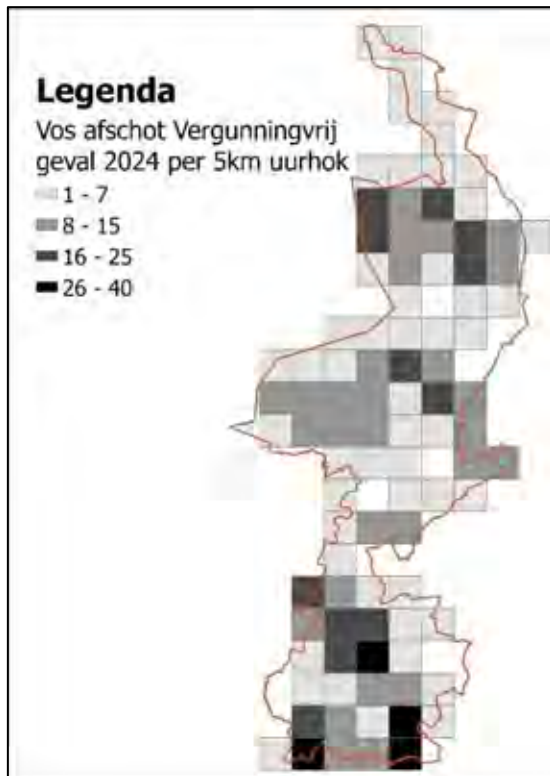 Legenda
Vos afschot Vergunningvrij
geval 2024 per 5km uurhok
1 - 7
8 - 15
16 - 25
26 - 40